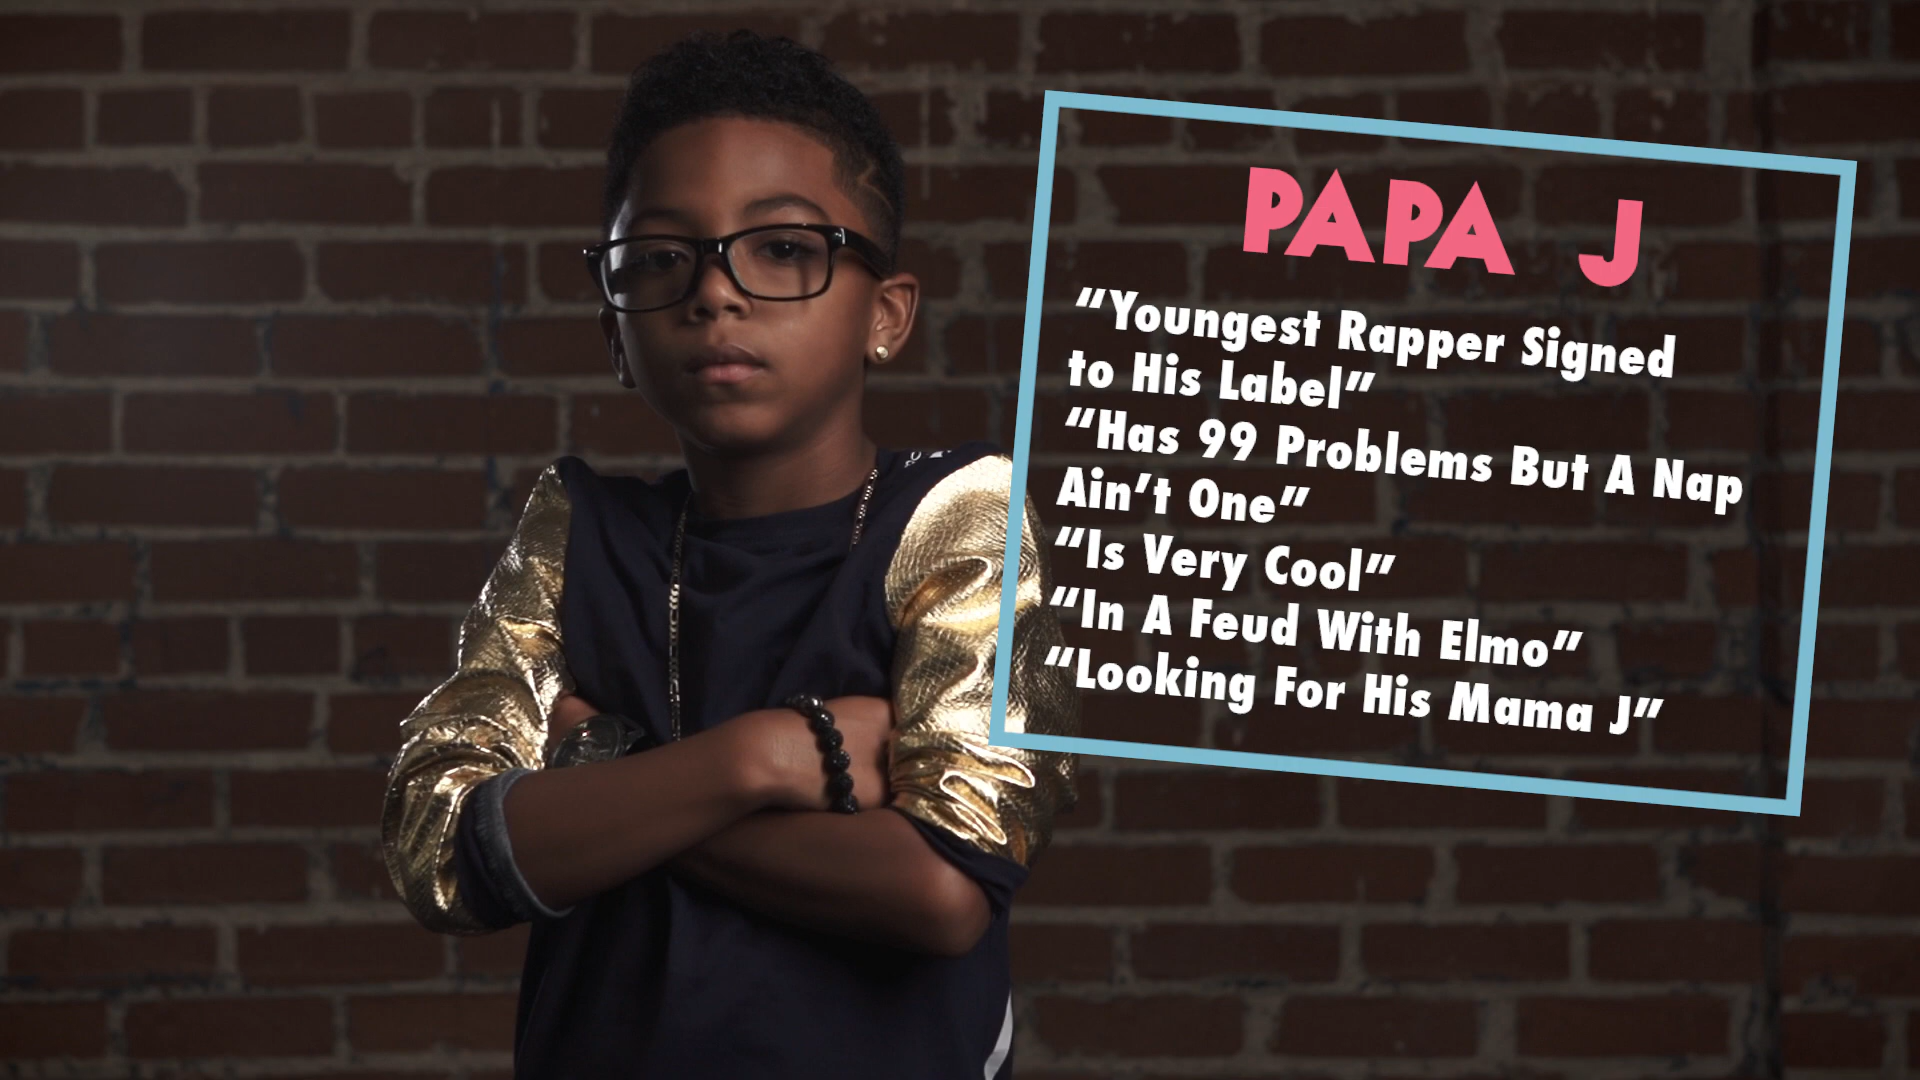 PAPA J
“Youngest Rapper Signed
to His Label”
“Has 99 Problems But A Nap
Ain’t One”
“Is Very Cool”
“In A Feud With Elmo”
“Looking For His Mama J”